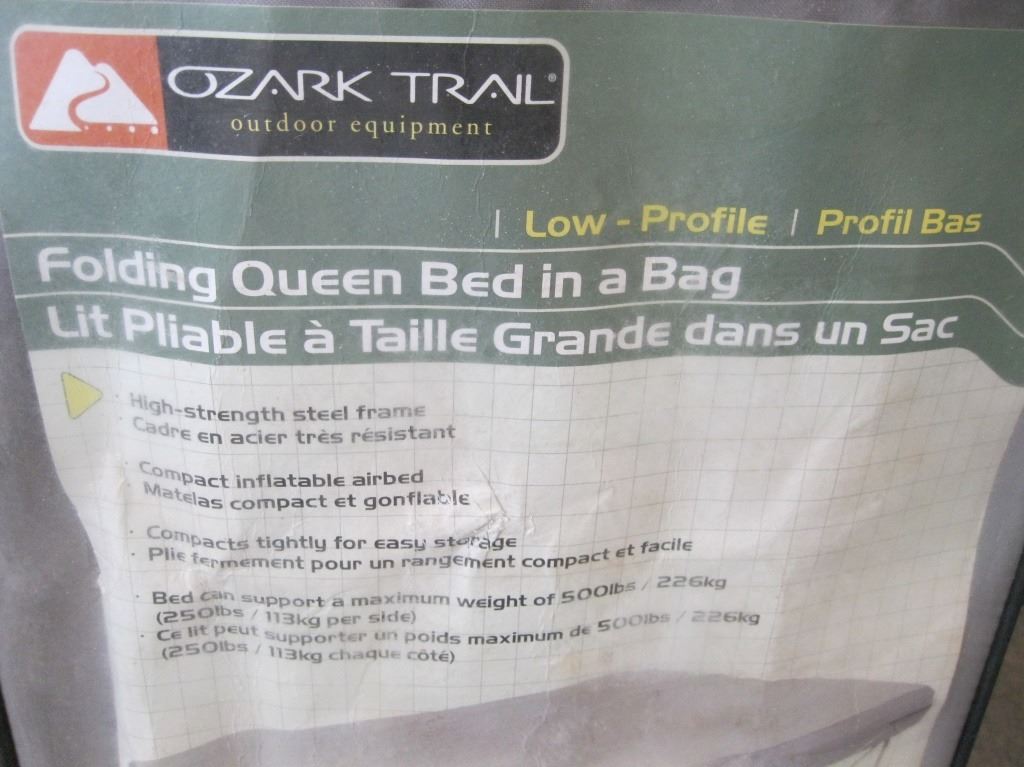 OZARK TRAIL®
outdoor equipment
| Low - Profile | Profil Bas
Folding Queen Bed in a Bag
Lit Pliable à Taille Grande dans un Sac
· High-strength steel frame
· Cadre en acier très résistant
· Compact inflatable airbed
· Matelas compact et gonflable
· Compacts tightly for easy storage
· Plie fermement pour un rangement compact et facile
· Bed can support a maximum weight of 500lbs / 226kg
(250lbs / 113kg per side)
· Ce lit peut supporter un poids maximum de 500lbs / 226kg
(250lbs / 113kg chaque côté)